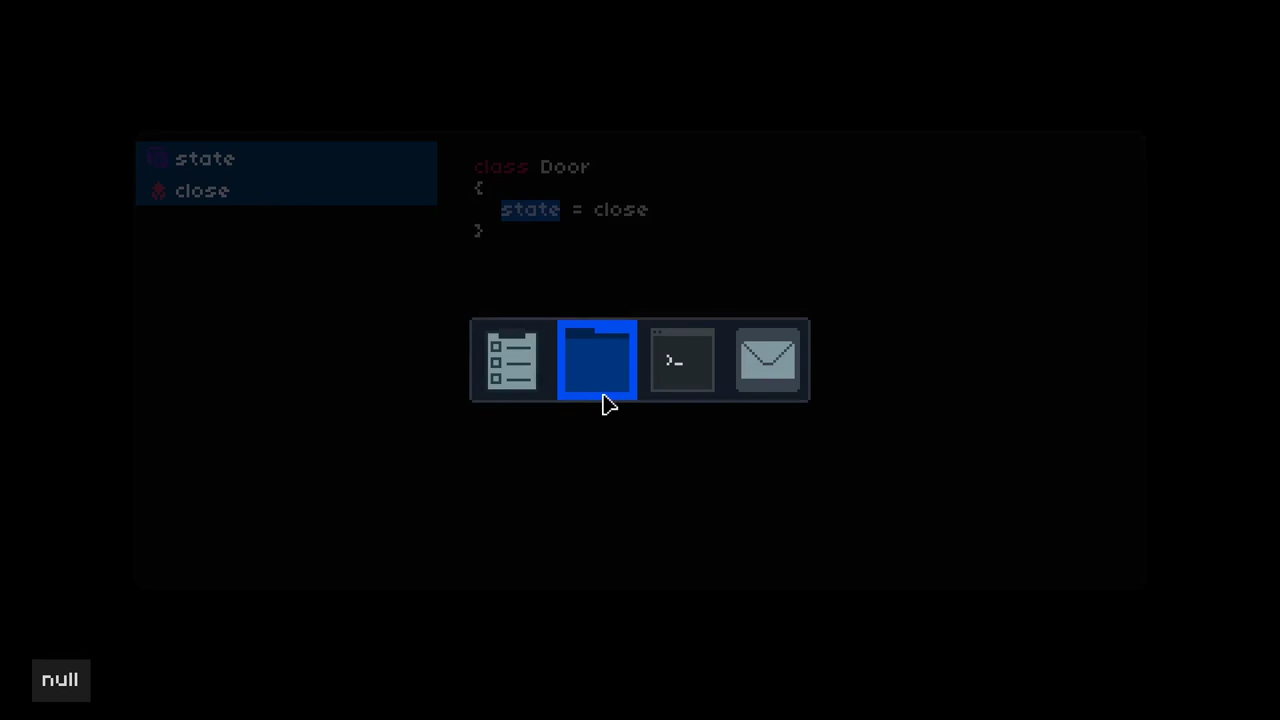 state
close
class Door
{
state = close
}
>_
null